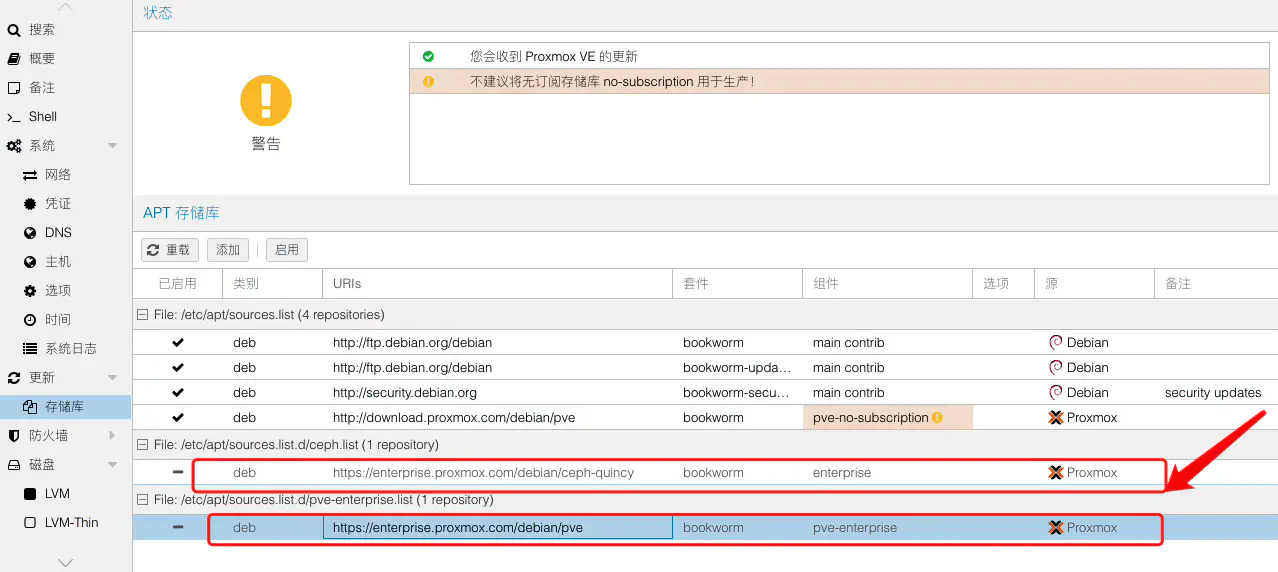 状态
搜索
概要
备注
Shell
系统
网络
凭证
DNS
主机
选项
时间
系统日志
更新
存储库
防火墙
磁盘
LVM
LVM-Thin
警告
您会收到 Proxmox VE 的更新
不建议将无订阅存储库 no-subscription 用于生产!
APT 存储库
重载 添加 启用
已启用 类别 URIs 套件 组件 选项 源 备注
File: /etc/apt/sources.list (4 repositories)
deb http://ftp.debian.org/debian bookworm main contrib Debian
deb http://ftp.debian.org/debian bookworm-upda... main contrib Debian
deb http://security.debian.org bookworm-secu... main contrib Debian security updates
deb http://download.proxmox.com/debian/pve bookworm pve-no-subscription Proxmox
File: /etc/apt/sources.list.d/ceph.list (1 repository)
deb https://enterprise.proxmox.com/debian/ceph-quincy bookworm enterprise Proxmox
File: /etc/apt/sources.list.d/pve-enterprise.list (1 repository)
deb https://enterprise.proxmox.com/debian/pve bookworm pve-enterprise Proxmox